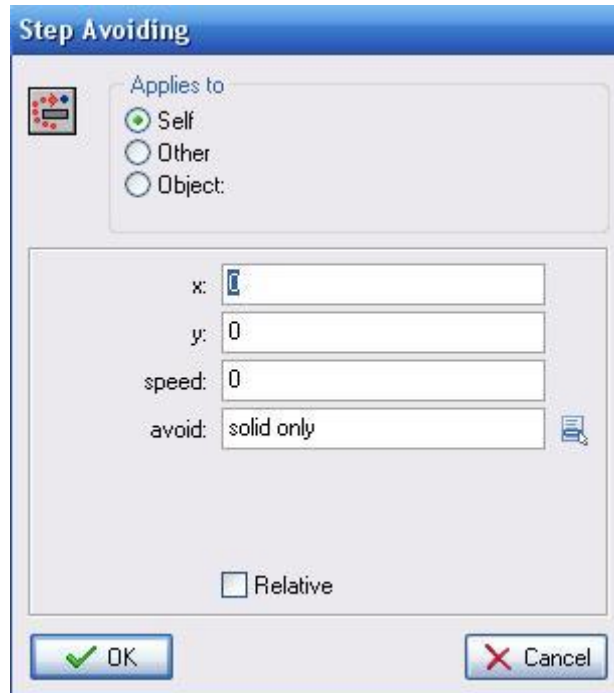 Step Avoiding
Applies to
Self
Other
Object:
x: 0
y: 0
speed: 0
avoid: solid only
Relative
OK
Cancel